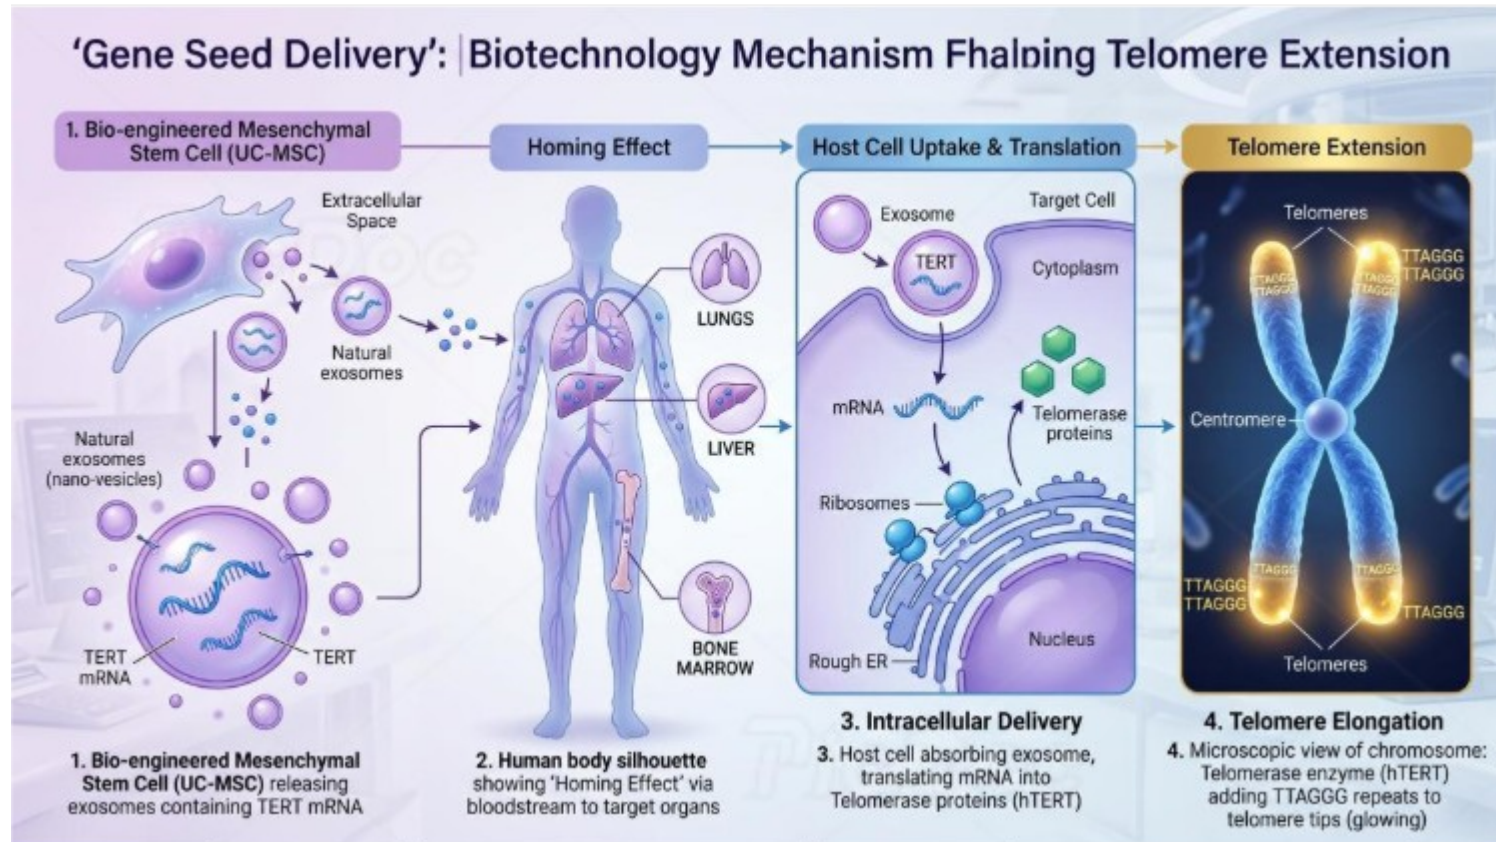 'Gene Seed Delivery': |Biotechnology Mechanism Fhalping Telomere Extension
1. Bio-engineered Mesenchymal
Stem Cell (UC-MSC)
Homing Effect
Host Cell Uptake & Translation
Telomere Extension
Extracellular
Space
Natural
exosomes
Natural
exosomes
(nano-vesicles)
TERT
mRNA
TERT
1. Bio-engineered Mesenchymal
Stem Cell (UC-MSC) releasing
exosomes containing TERT mRNA
LUNGS
LIVER
BONE
MARROW
2. Human body silhouette
showing 'Homing Effect' via
bloodstream to target organs
Exosome
Target Cell
TERT
Cytoplasm
mRNA
Telomerase
proteins
Ribosomes
Nucleus
Rough ER
3. Intracellular Delivery
3. Host cell absorbing exosome,
translating mRNA into
Telomerase proteins (hTERT)
Telomeres
TTAGGG
TTAGGG
TTAGGG
TTAGGG
Centromere
TTAGGG
TTAGGG
TTAGGG
TTAGGG
TTAGGG
Telomeres
4. Telomere Elongation
4. Microscopic view of chromosome:
Telomerase enzyme (hTERT)
adding TTAGGG repeats to
telomere tips (glowing)